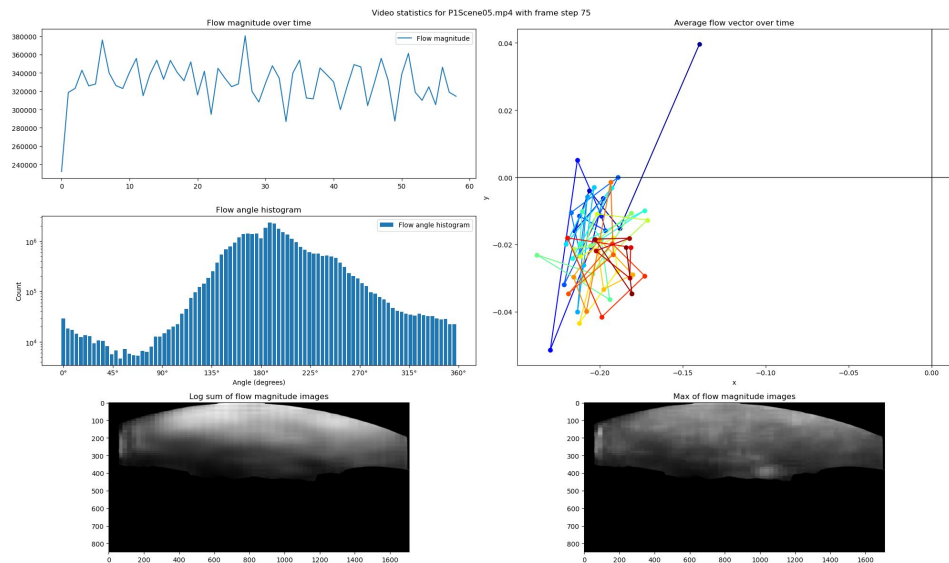 Video statistics for P1Scene05.mp4 with frame step 75
Flow magnitude over time
Flow magnitude
380000
360000
340000
320000
300000
280000
260000
240000
0 10 20 30 40 50 60
Average flow vector over time
y
0.04
0.02
0.00
−0.02
−0.04
−0.20 −0.15 −0.10 −0.05 0.00
x
Flow angle histogram
Flow angle histogram
Count
10⁶
10⁵
10⁴
0° 45° 90° 135° 180° 225° 270° 315° 360°
Angle (degrees)
Log sum of flow magnitude images
0
100
200
300
400
500
600
700
800
0 200 400 600 800 1000 1200 1400 1600
Max of flow magnitude images
0
100
200
300
400
500
600
700
800
0 200 400 600 800 1000 1200 1400 1600